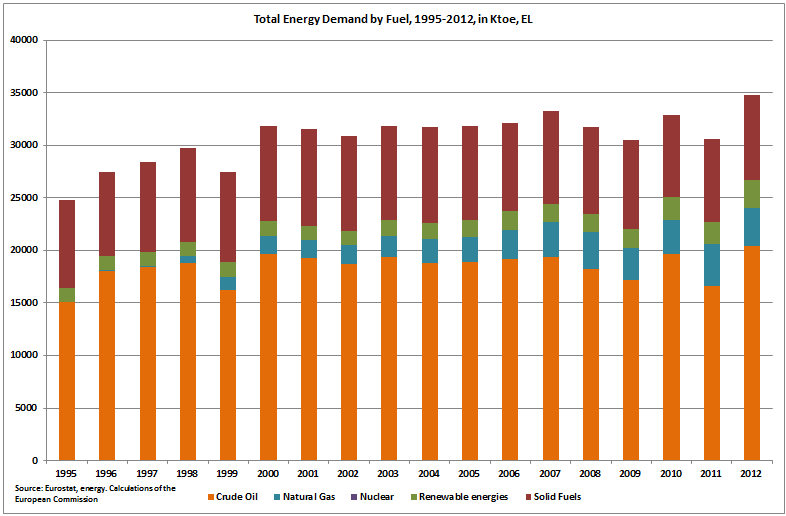 Total Energy Demand by Fuel, 1995-2012, in Ktoe, EL
40000
35000
30000
25000
20000
15000
10000
5000
0
1995 1996 1997 1998 1999 2000 2001 2002 2003 2004 2005 2006 2007 2008 2009 2010 2011 2012
Source: Eurostat, energy. Calculations of the
European Commission
Crude Oil Natural Gas Nuclear Renewable energies Solid Fuels